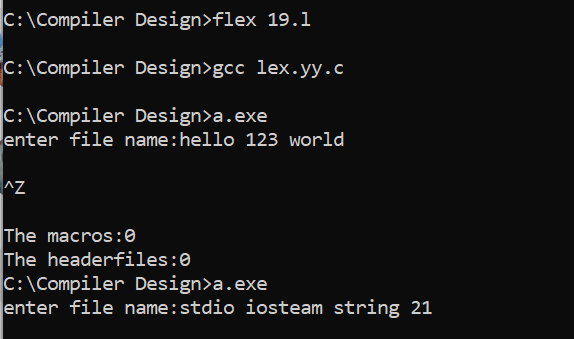 C:\Compiler Design>flex 19.l
C:\Compiler Design>gcc lex.yy.c
C:\Compiler Design>a.exe
enter file name:hello 123 world
^Z
The macros:0
The headerfiles:0
C:\Compiler Design>a.exe
enter file name:stdio iosteam string 21